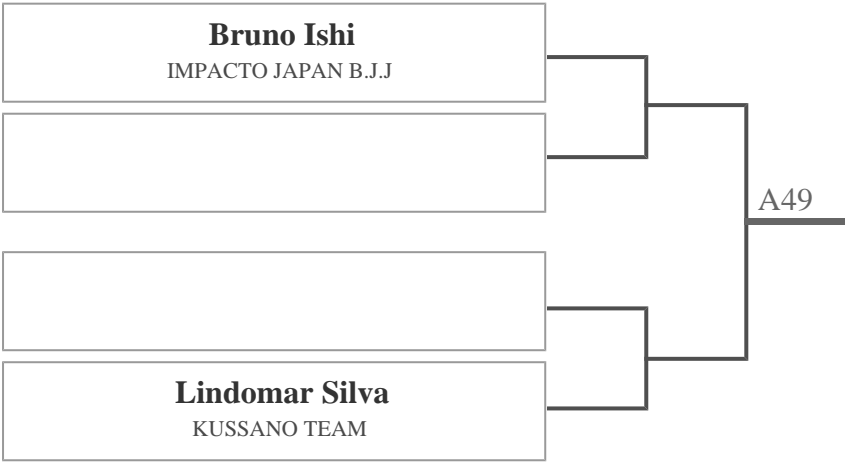 Bruno Ishi
IMPACTO JAPAN B.J.J
A49
Lindomar Silva
KUSSANO TEAM